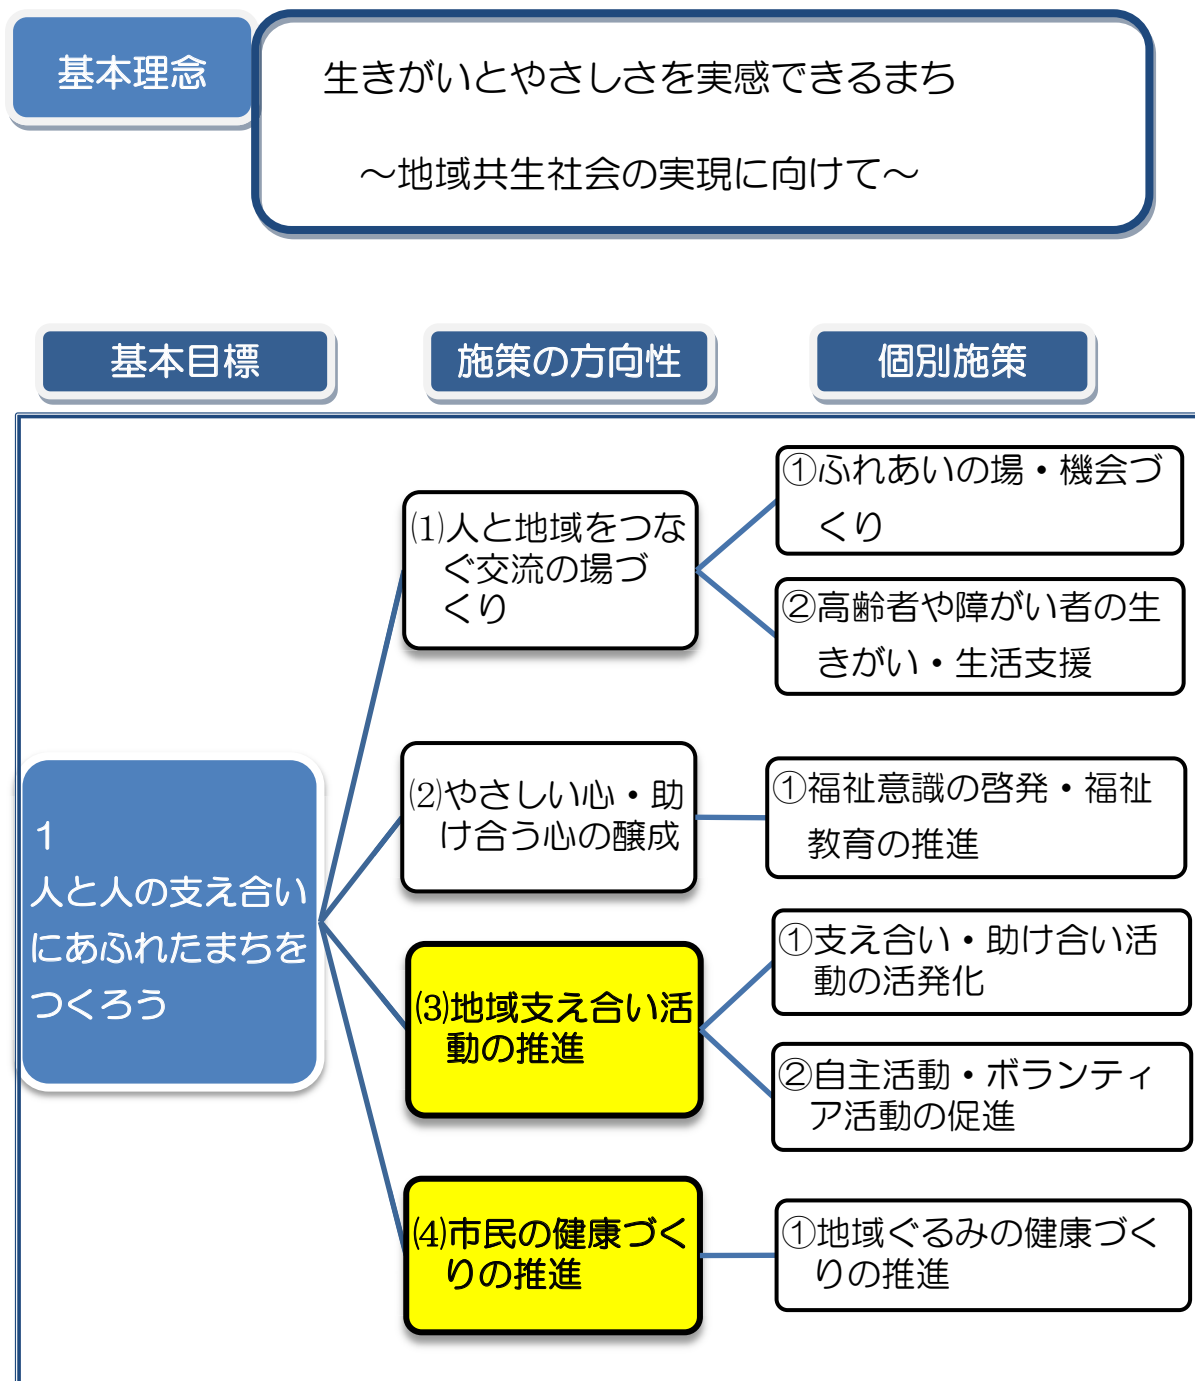 基本理念
生きがいとやさしさを実感できるまち
～地域共生社会の実現に向けて～
基本目標
施策の方向性
個別施策
1
人と人の支え合い
にあふれたまちを
つくろう
⑴人と地域をつな
ぐ交流の場づ
くり
①ふれあいの場・機会づ
くり
②高齢者や障がい者の生
きがい・生活支援
⑵やさしい心・助
け合う心の醸成
①福祉意識の啓発・福祉
教育の推進
⑶地域支え合い活
動の推進
①支え合い・助け合い活
動の活発化
②自主活動・ボランティ
ア活動の促進
⑷市民の健康づく
りの推進
①地域ぐるみの健康づく
りの推進